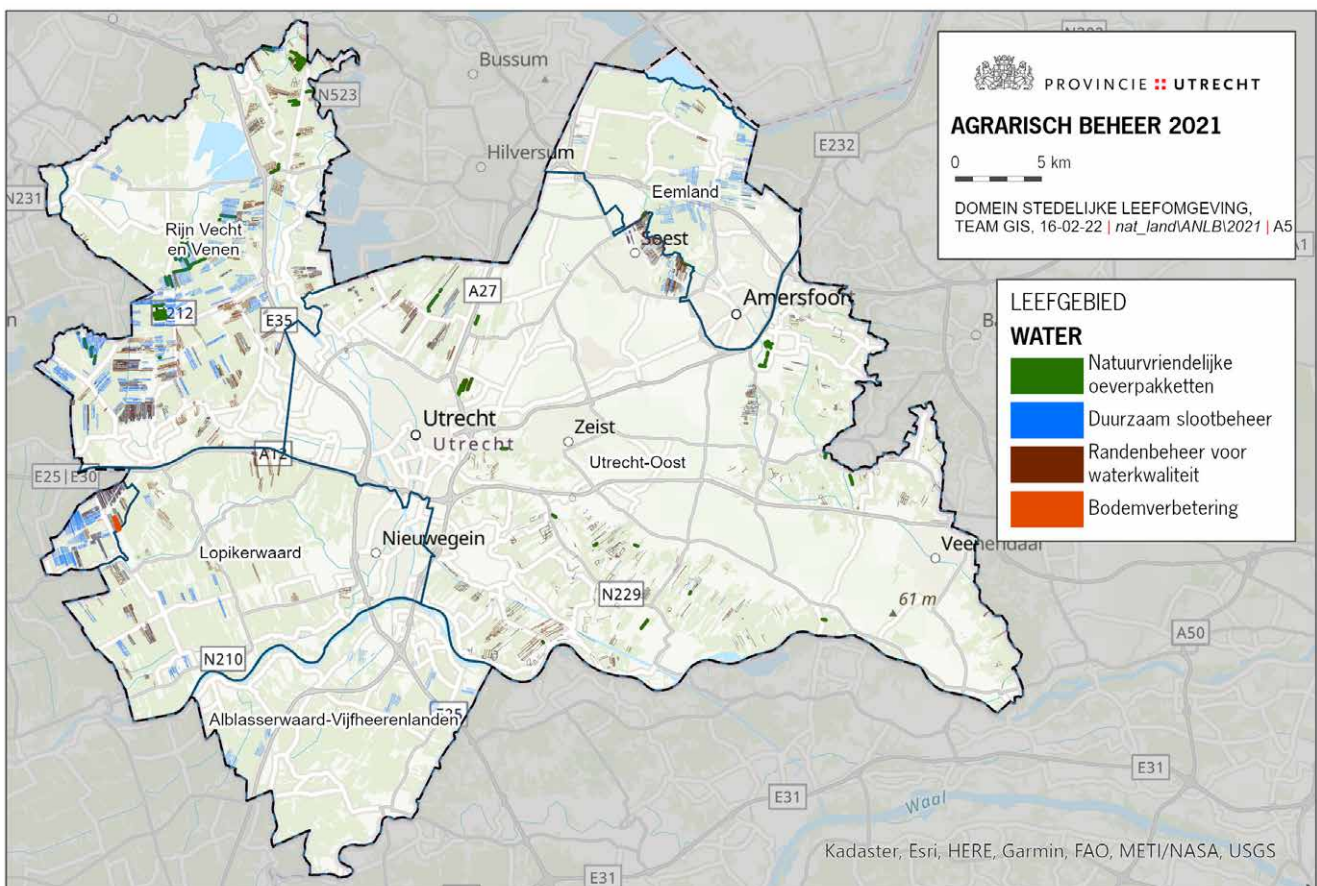 Bussum
N523
Hilversum
E232
N231
Eemland
Rijn Vecht
en Venen
Soest
A27
Amersfoort
212
E35
Utrecht
Utrecht
Zeist
A12
Utrecht-Oost
E25|E30
Nieuwegein
Lopikerwaard
Veenendaal
N229
61 m
A50
N210
Alblasserwaard-Vijfheerenlanden
E31
E31
Waal
E31
Kadaster, Esri, HERE, Garmin, FAO, METI/NASA, USGS
PROVINCIE UTRECHT
AGRARISCH BEHEER 2021
0 5 km
DOMEIN STEDELIJKE LEEFOMGEVING,
TEAM GIS, 16-02-22 | nat_land\ANLB\2021 | A5
LEEFGEBIED
WATER
Natuurvriendelijke
oeverpakketten
Duurzaam slootbeheer
Randenbeheer voor
waterkwaliteit
Bodemverbetering